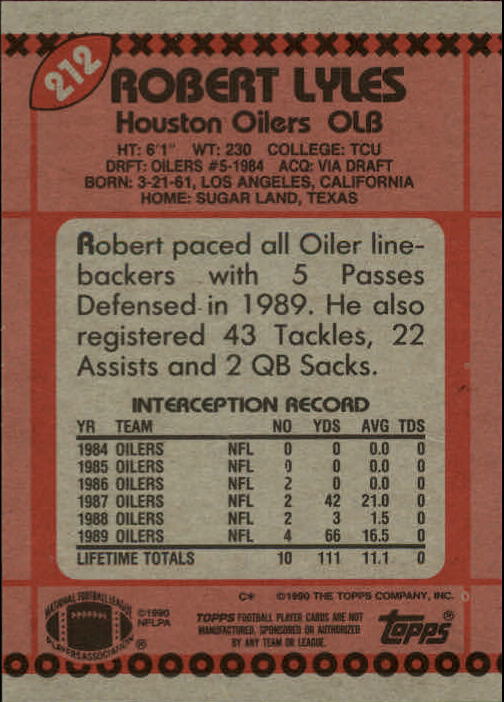 212
ROBERT LYLES
Houston Oilers OLB
HT: 6'1" WT: 230 COLLEGE: TCU
DRFT: OILERS #5-1984 ACQ: VIA DRAFT
BORN: 3-21-61, LOS ANGELES, CALIFORNIA
HOME: SUGAR LAND, TEXAS
Robert paced all Oiler line-
backers with 5 Passes
Defensed in 1989. He also
registered 43 Tackles, 22
Assists and 2 QB Sacks.
INTERCEPTION RECORD
YR TEAM NO YDS AVG TDS
1984 OILERS NFL 0 0 0.0 0
1985 OILERS NFL 0 0 0.0 0
1986 OILERS NFL 2 0 0.0 0
1987 OILERS NFL 2 42 21.0 0
1988 OILERS NFL 2 3 1.5 0
1989 OILERS NFL 4 66 16.5 0
LIFETIME TOTALS 10 111 11.1 0
C* ©1990 THE TOPPS COMPANY, INC.
NATIONAL FOOTBALL LEAGUE
PLAYERS ASSOCIATION ®
©1990
NFLPA
TOPPS FOOTBALL PLAYER CARDS ARE NOT
MANUFACTURED, SPONSORED OR AUTHORIZED
BY ANY TEAM OR LEAGUE.
topps®